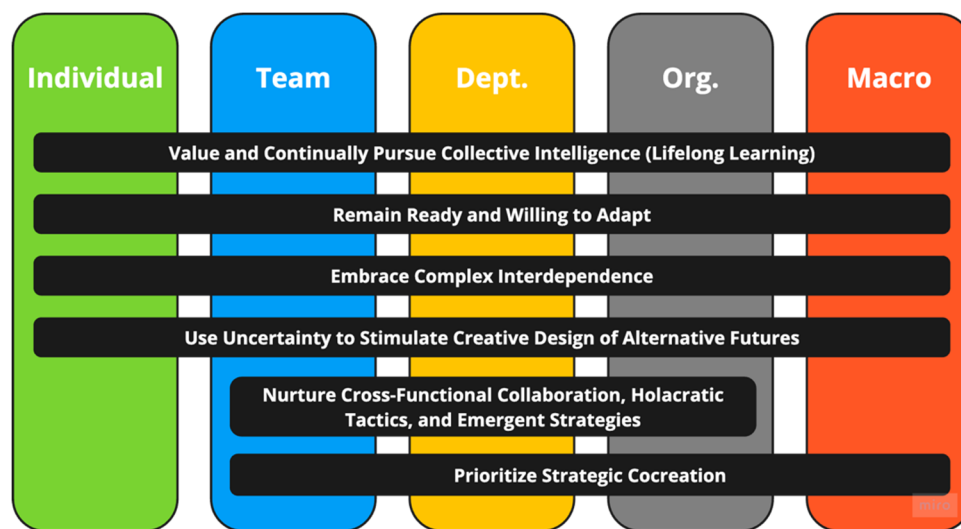 Individual
Team
Dept.
Org.
Macro
Value and Continually Pursue Collective Intelligence (Lifelong Learning)
Remain Ready and Willing to Adapt
Embrace Complex Interdependence
Use Uncertainty to Stimulate Creative Design of Alternative Futures
Nurture Cross-Functional Collaboration, Holacratic
Tactics, and Emergent Strategies
Prioritize Strategic Cocreation
miro